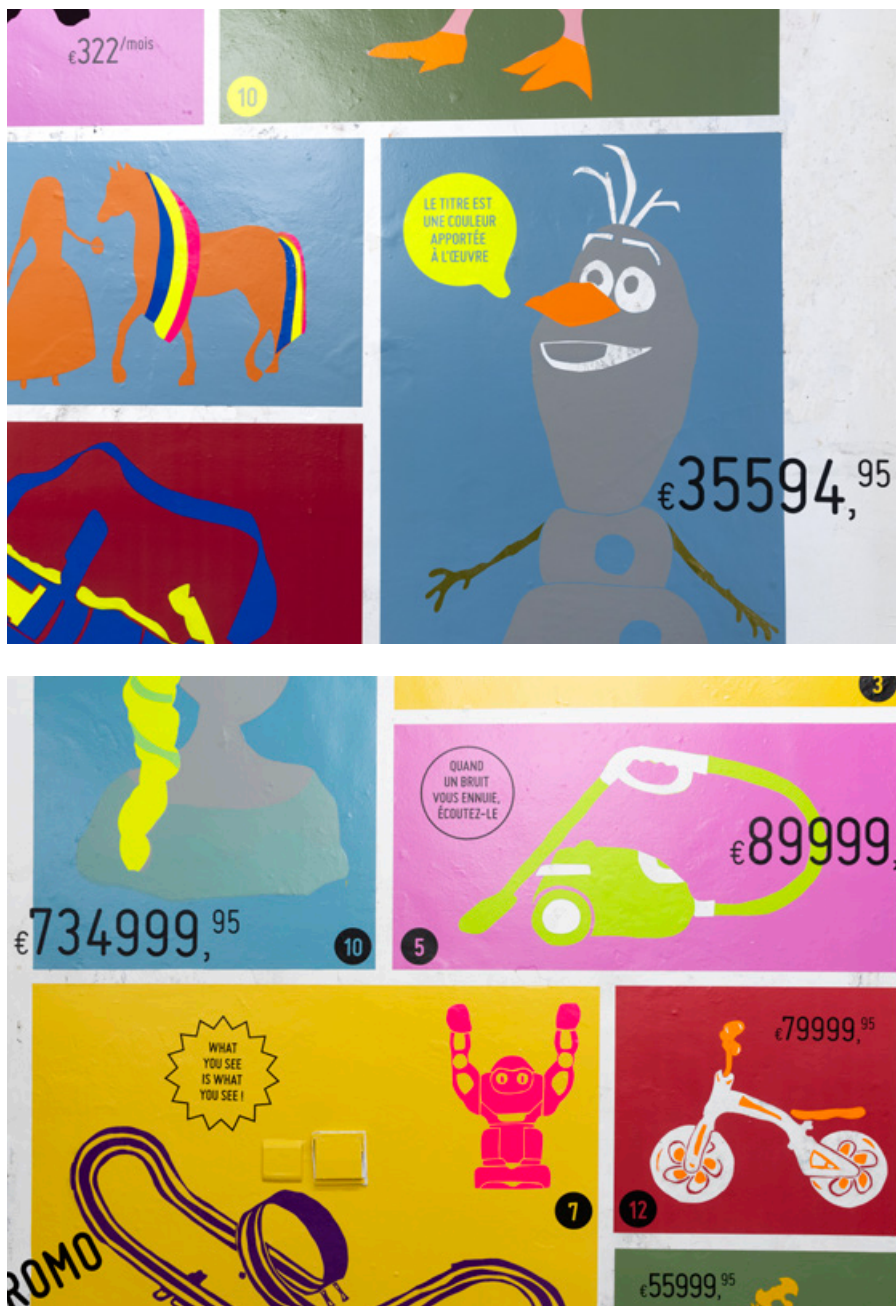 €322/mois
10
LE TITRE EST
UNE COULEUR
APPORTÉE
À L'ŒUVRE
€35594,95
3
QUAND
UN BRUIT
VOUS ENNUIE,
ÉCOUTEZ-LE
€89999,
€734999,95
10
5
WHAT
YOU SEE
IS WHAT
YOU SEE !
€79999,95
7
12
ROMO
€55999,95